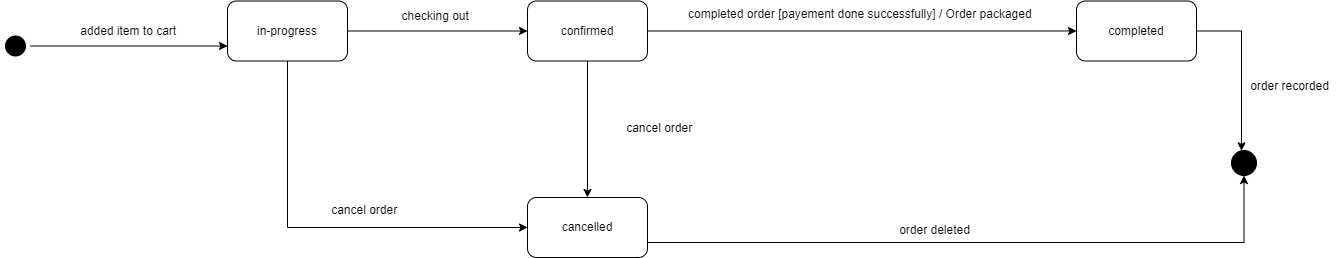 added item to cart
in-progress
checking out
confirmed
completed order [payement done successfully] / Order packaged
completed
order recorded
cancel order
cancel order
cancelled
order deleted